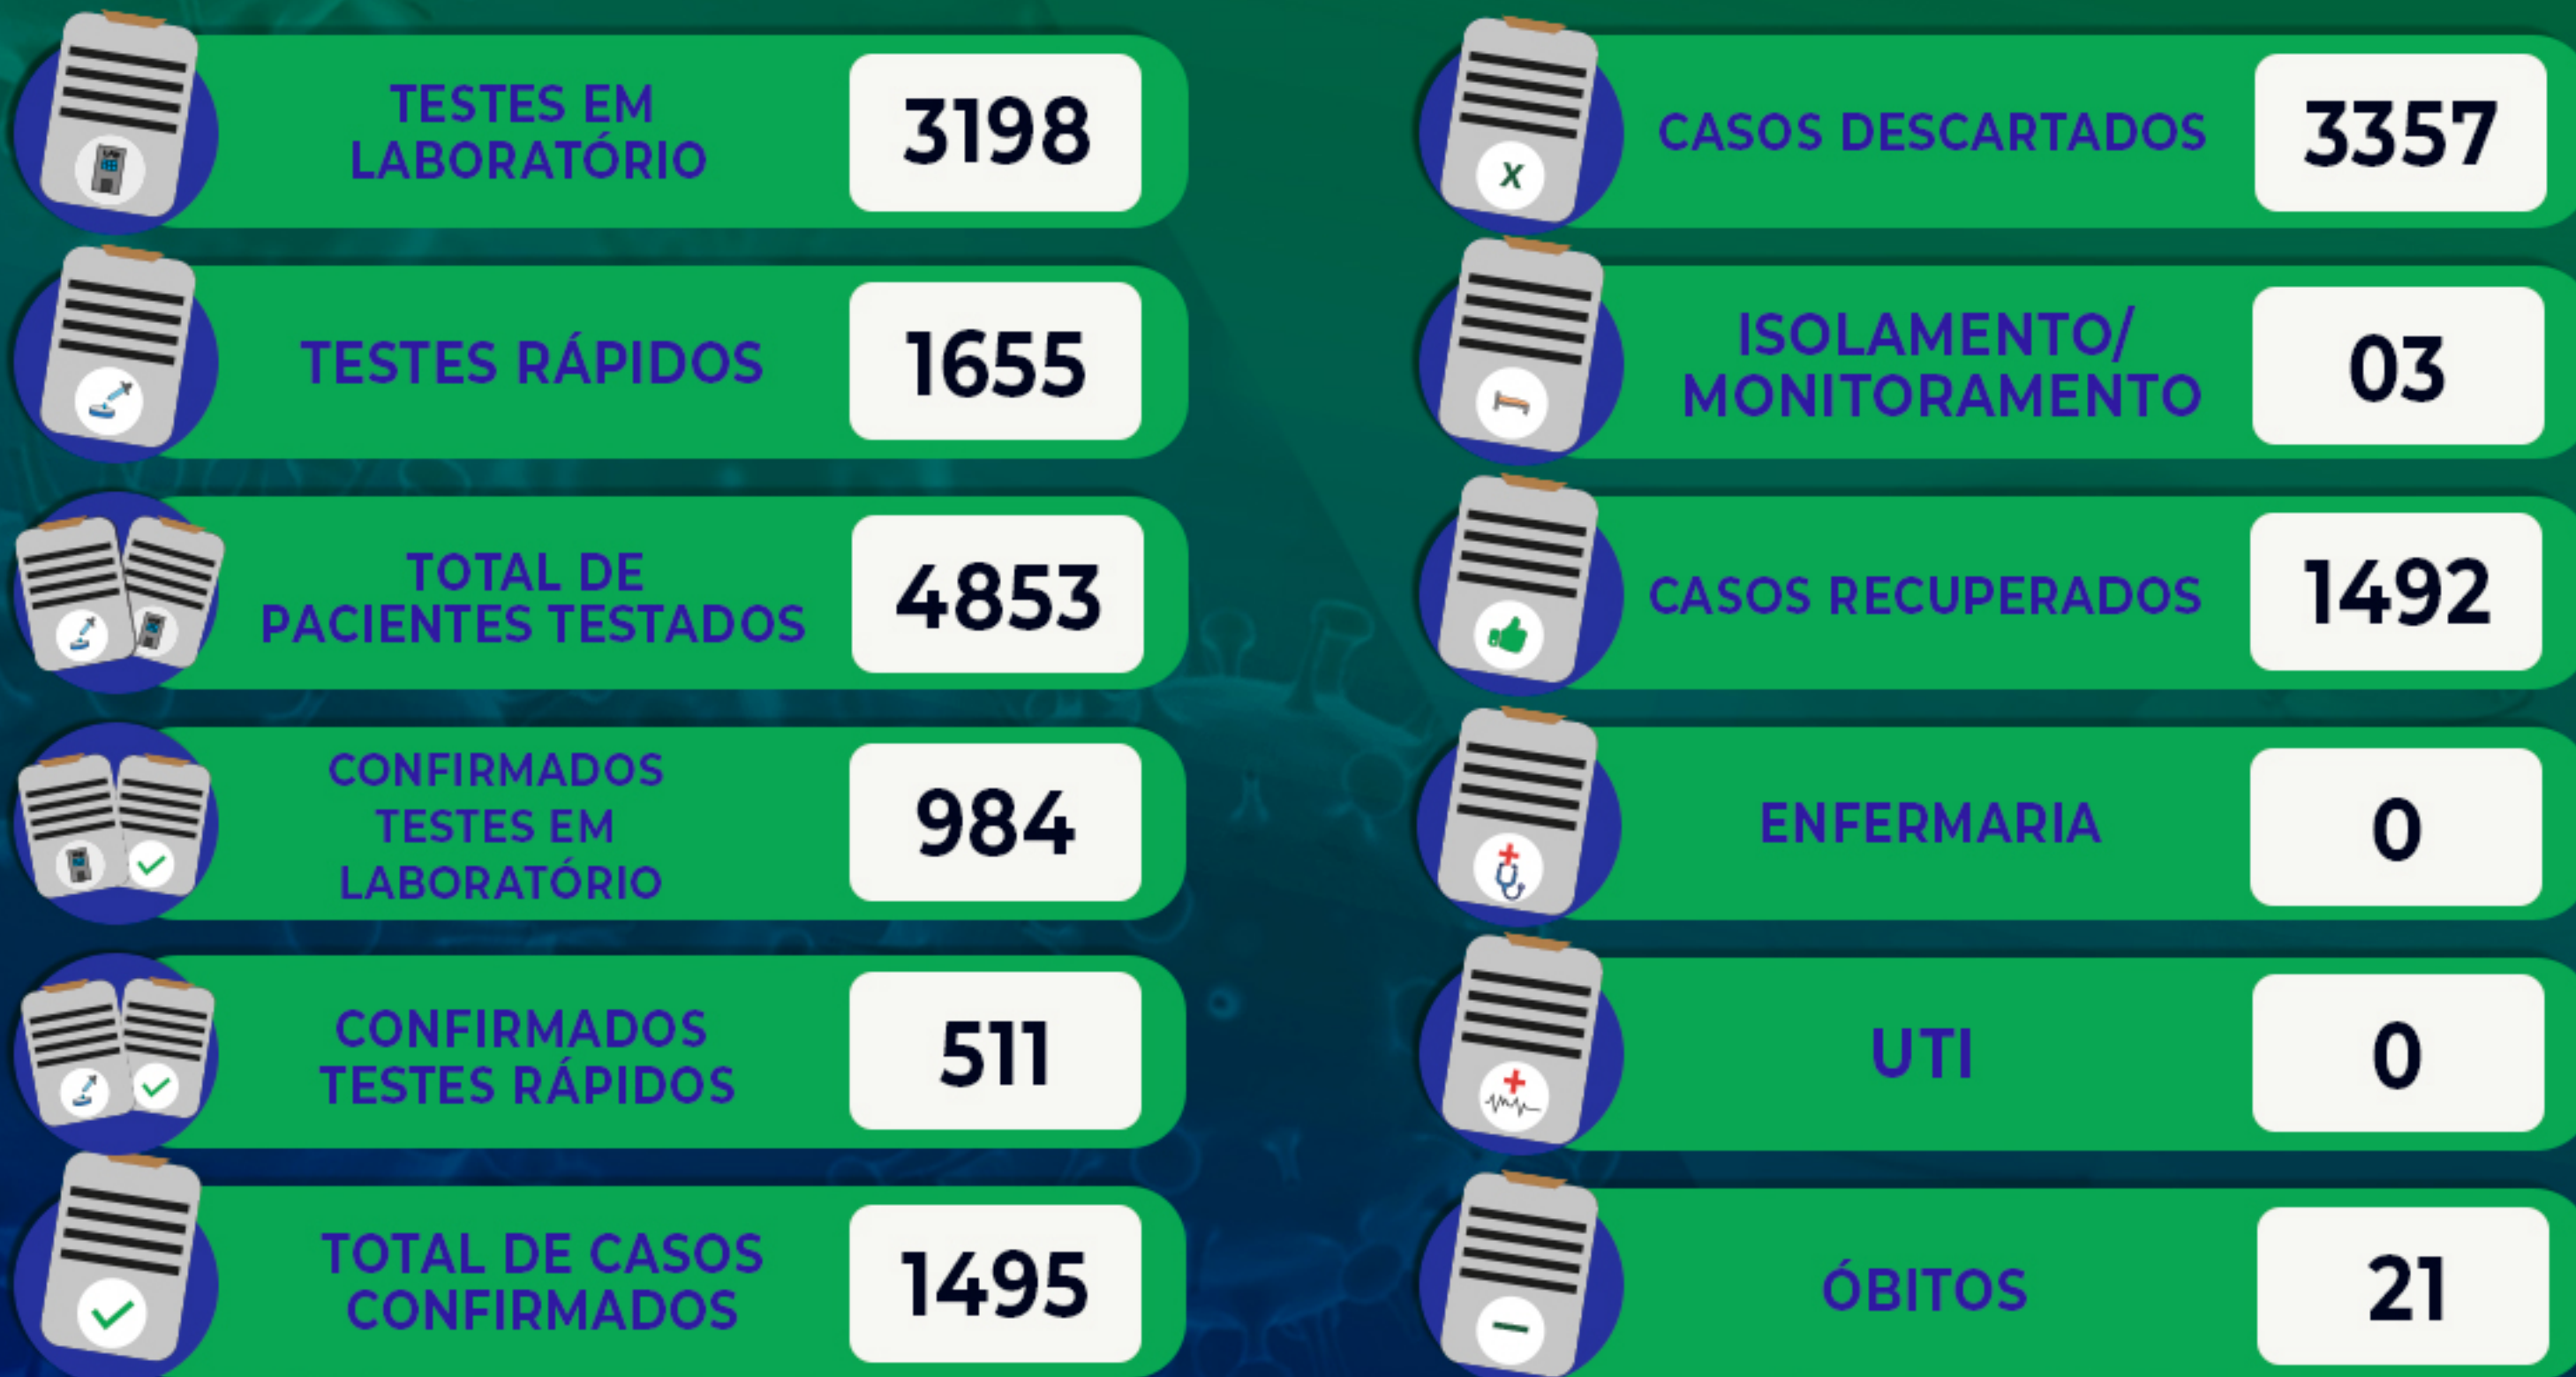 TESTES EM
LABORATÓRIO
3198
TESTES RÁPIDOS
1655
TOTAL DE
PACIENTES TESTADOS
4853
CONFIRMADOS
TESTES EM
LABORATÓRIO
984
CONFIRMADOS
TESTES RÁPIDOS
511
TOTAL DE CASOS
CONFIRMADOS
1495
X
CASOS DESCARTADOS
3357
ISOLAMENTO/
MONITORAMENTO
03
CASOS RECUPERADOS
1492
ENFERMARIA
0
UTI
0
ÓBITOS
21